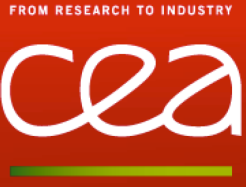 FROM RESEARCH TO INDUSTRY
cea